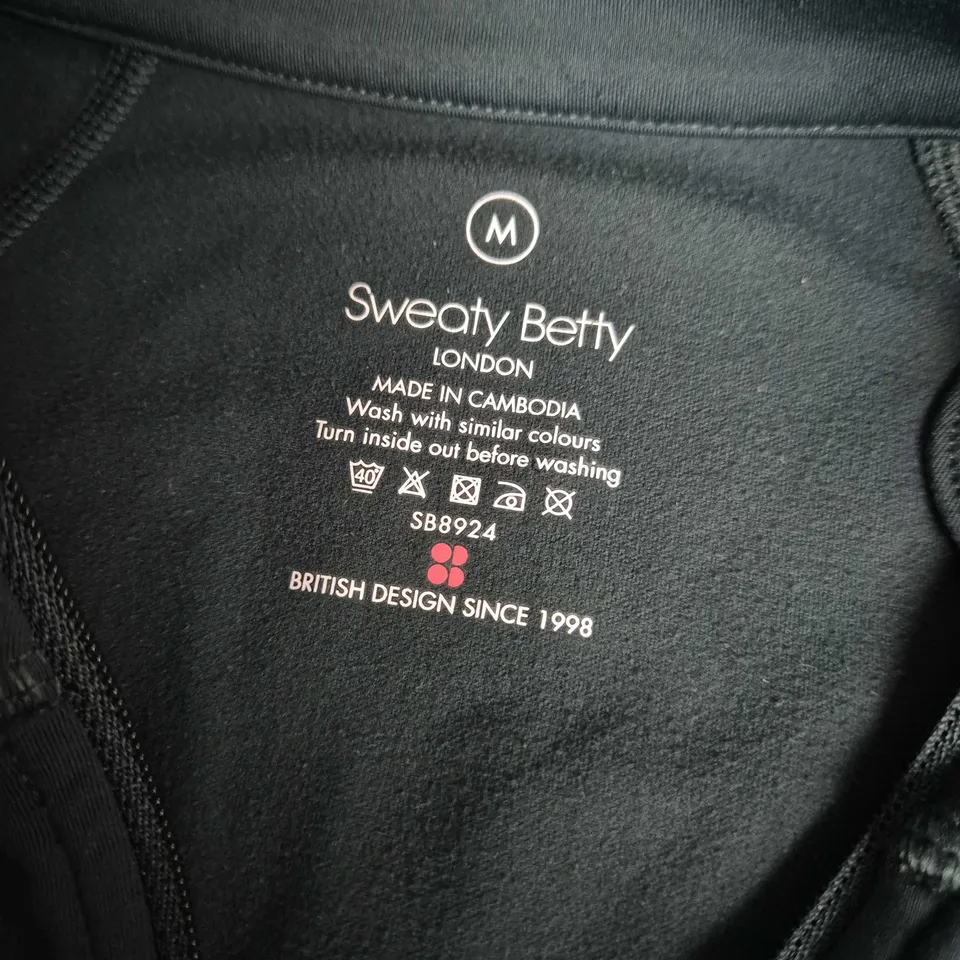 M
Sweaty Betty
LONDON
MADE IN CAMBODIA
Wash with similar colours
Turn inside out before washing
40
SB8924
BRITISH DESIGN SINCE 1998